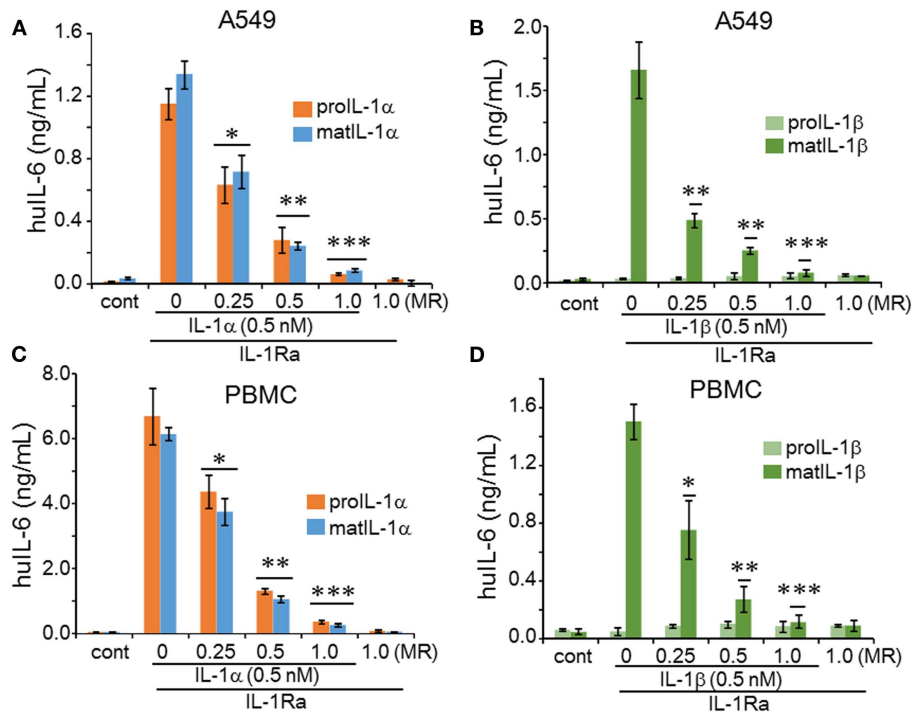 A
A549
huIL-6 (ng/mL)
1.6
1.2
0.8
0.4
0.0
proIL-1α
matIL-1α
*
**
***
cont 0 0.25 0.5 1.0 1.0 (MR)
IL-1α (0.5 nM)
IL-1Ra
B
A549
huIL-6 (ng/mL)
2.0
1.5
1.0
0.5
0.0
proIL-1β
matIL-1β
**
**
***
cont 0 0.25 0.5 1.0 1.0 (MR)
IL-1β (0.5 nM)
IL-1Ra
C
PBMC
huIL-6 (ng/mL)
8.0
6.0
4.0
2.0
0.0
proIL-1α
matIL-1α
*
**
***
cont 0 0.25 0.5 1.0 1.0 (MR)
IL-1α (0.5 nM)
IL-1Ra
D
PBMC
huIL-6 (ng/mL)
1.6
1.2
0.8
0.4
0.0
proIL-1β
matIL-1β
*
**
***
cont 0 0.25 0.5 1.0 1.0 (MR)
IL-1β (0.5 nM)
IL-1Ra